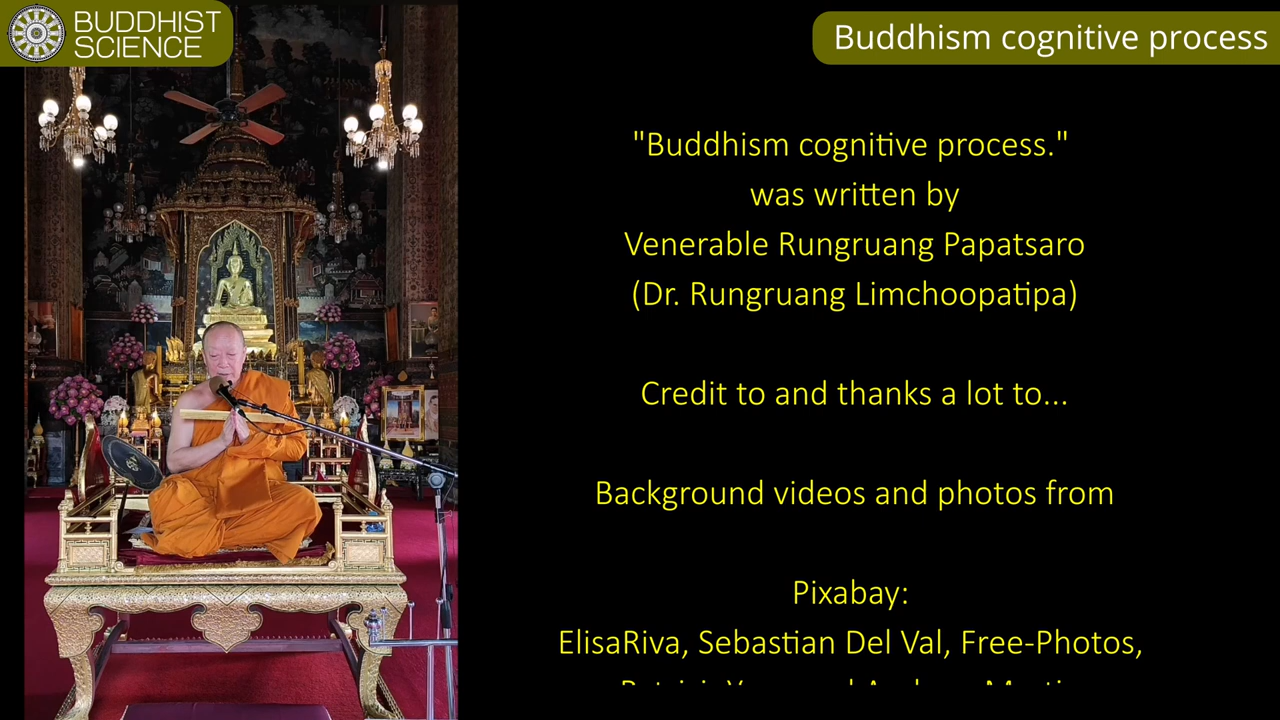 BUDDHIST
SCIENCE
Buddhism cognitive process
"Buddhism cognitive process."
was written by
Venerable Rungruang Papatsaro
(Dr. Rungruang Limchoopatipa)
Credit to and thanks a lot to...
Background videos and photos from
Pixabay:
ElisaRiva, Sebastian Del Val, Free-Photos,